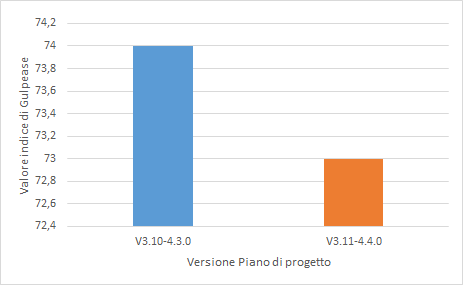 74,2
74
73,8
73,6
73,4
73,2
73
72,8
72,6
72,4
Valore indice di Gulpease
V3.10-4.3.0
V3.11-4.4.0
Versione Piano di progetto